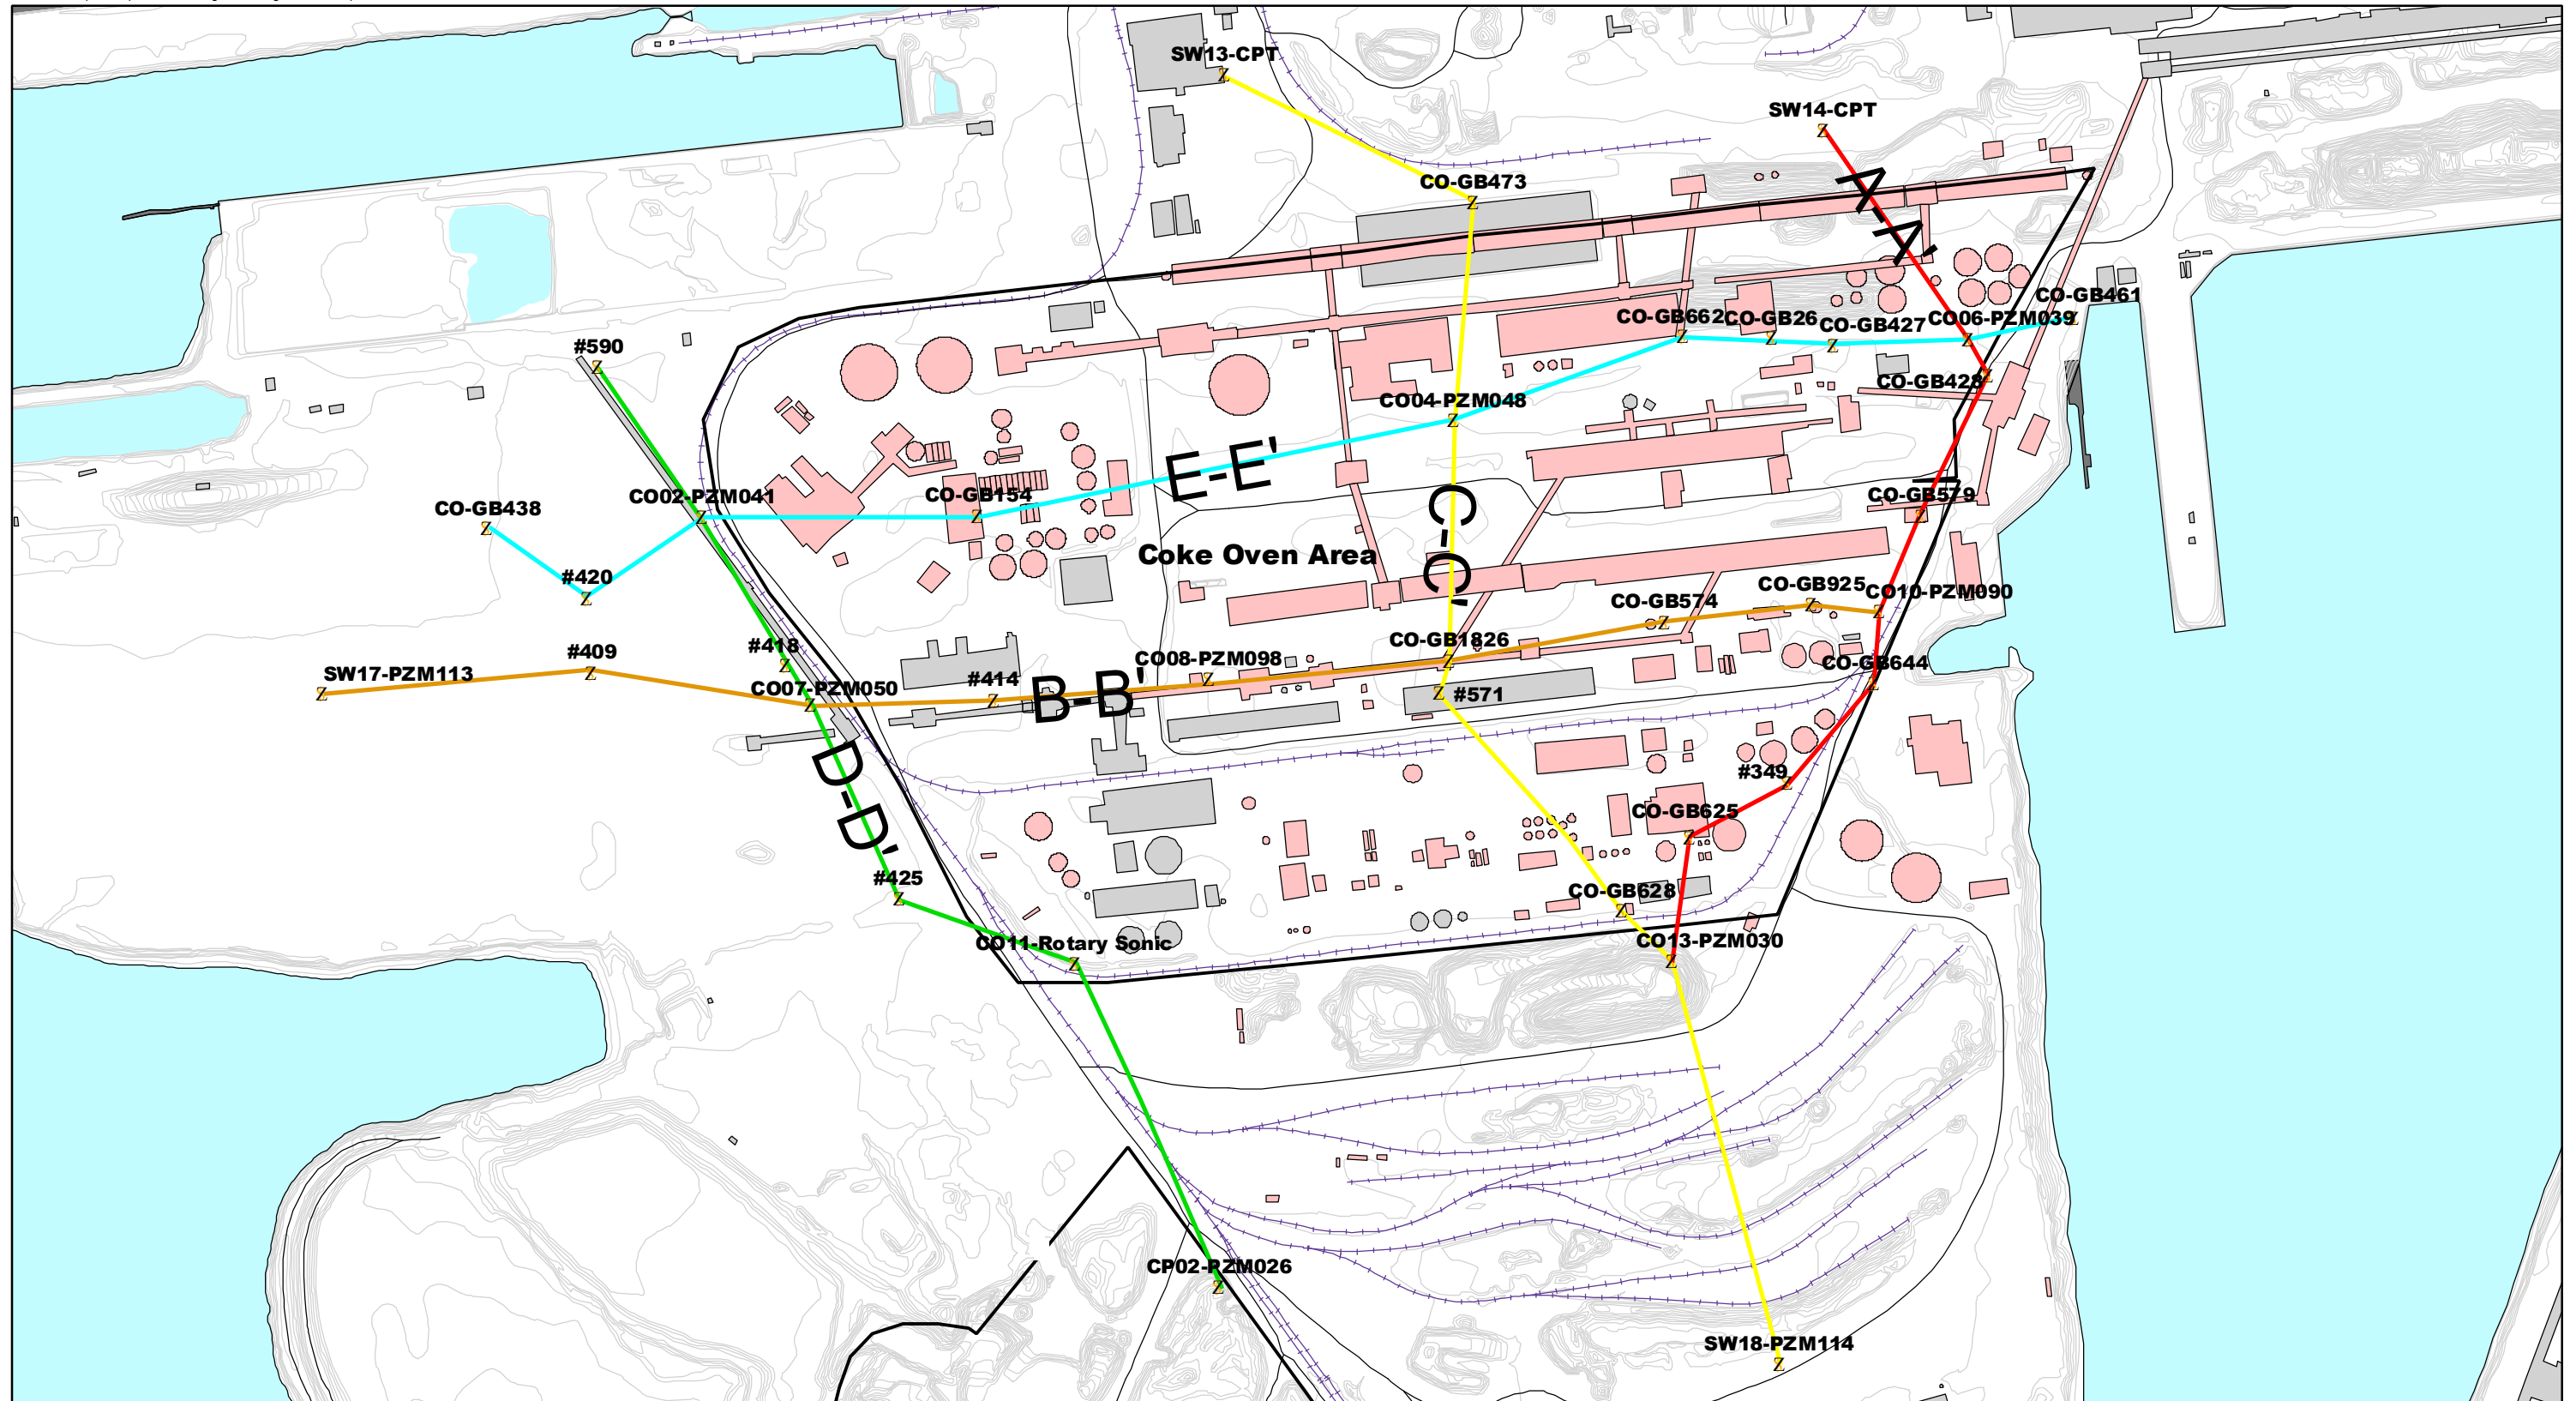 SW13-CPT
SW14-CPT
CO-GB473
A-A'
CO-GB461
CO-GB662
CO-GB26
CO-GB427
CO06-PZM039
#590
CO-GB428
CO04-PZM048
E-E'
CO-GB438
CO02-PZM041
CO-GB154
C-C'
CO-GB579
Coke Oven Area
#420
CO-GB574
CO-GB925
CO10-PZM090
#409
#418
CO-GB1826
SW17-PZM113
CO07-PZM050
#414
CO08-PZM098
CO-GB644
B-B'
#571
D-D'
#349
CO-GB625
#425
CO-GB628
CO11-Rotary Sonic
CO13-PZM030
CP02-PZM026
SW18-PZM114